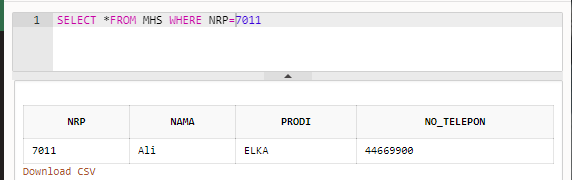 1 SELECT *FROM MHS WHERE NRP=7011
NRP NAMA PRODI NO_TELEPON
7011 Ali ELKA 44669900
Download CSV